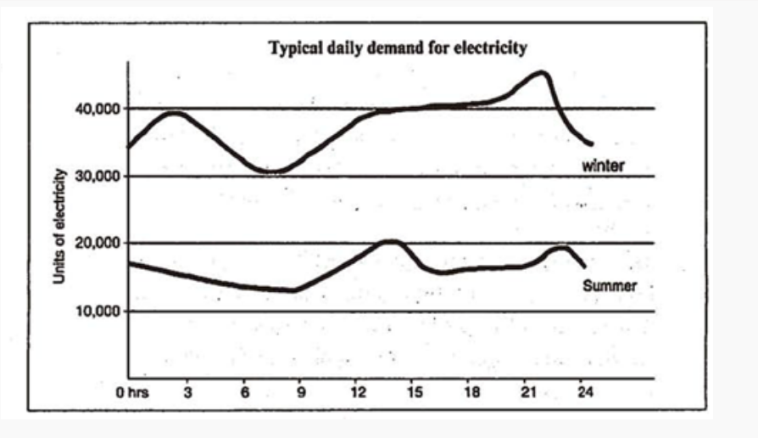 Typical daily demand for electricity
Units of electricity
40,000
30,000
20,000
10,000
winter
Summer
0 hrs 3 6 9 12 15 18 21 24